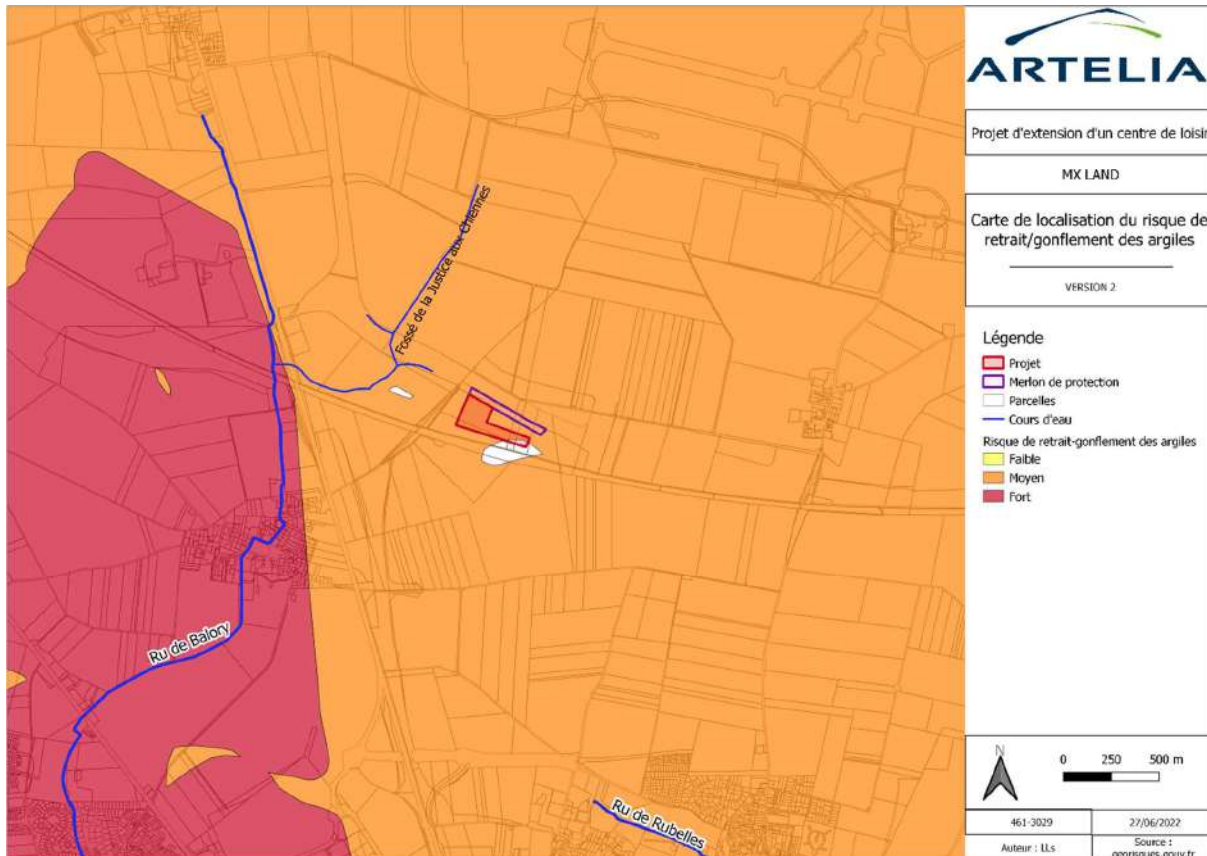 ARTELIA
Projet d'extension d'un centre de loisir
MX LAND
Carte de localisation du risque de
retrait/gonflement des argiles
VERSION 2
Légende
Projet
Merlon de protection
Parcelles
Cours d'eau
Risque de retrait-gonflement des argiles
Faible
Moyen
Fort
Fossé de la Justice aux Chiennes
Ru de Balory
Ru de Rubelles
N
0 250 500 m
461-3029
27/06/2022
Auteur : LLs
Source :
georisques.gouv.fr